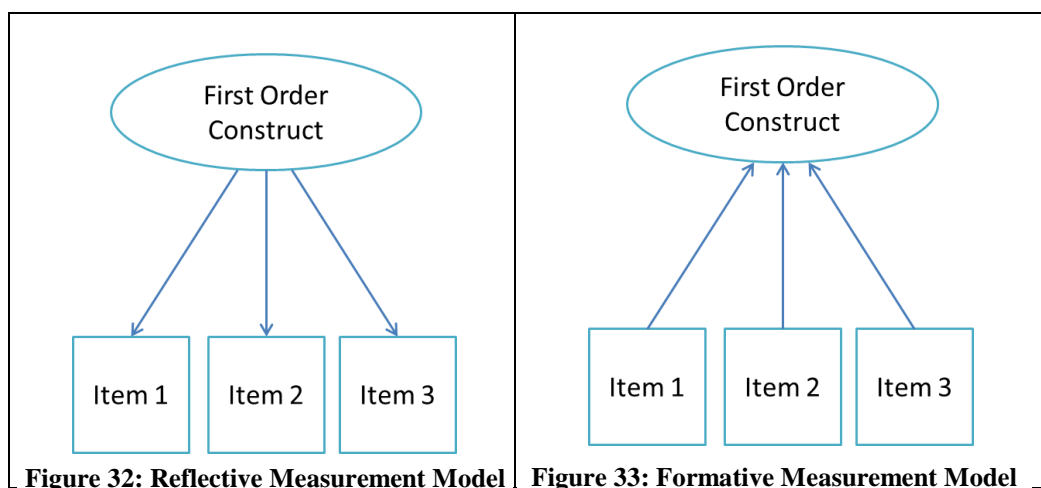 First Order
Construct
Item 1
Item 2
Item 3
Figure 32: Reflective Measurement Model
First Order
Construct
Item 1
Item 2
Item 3
Figure 33: Formative Measurement Model